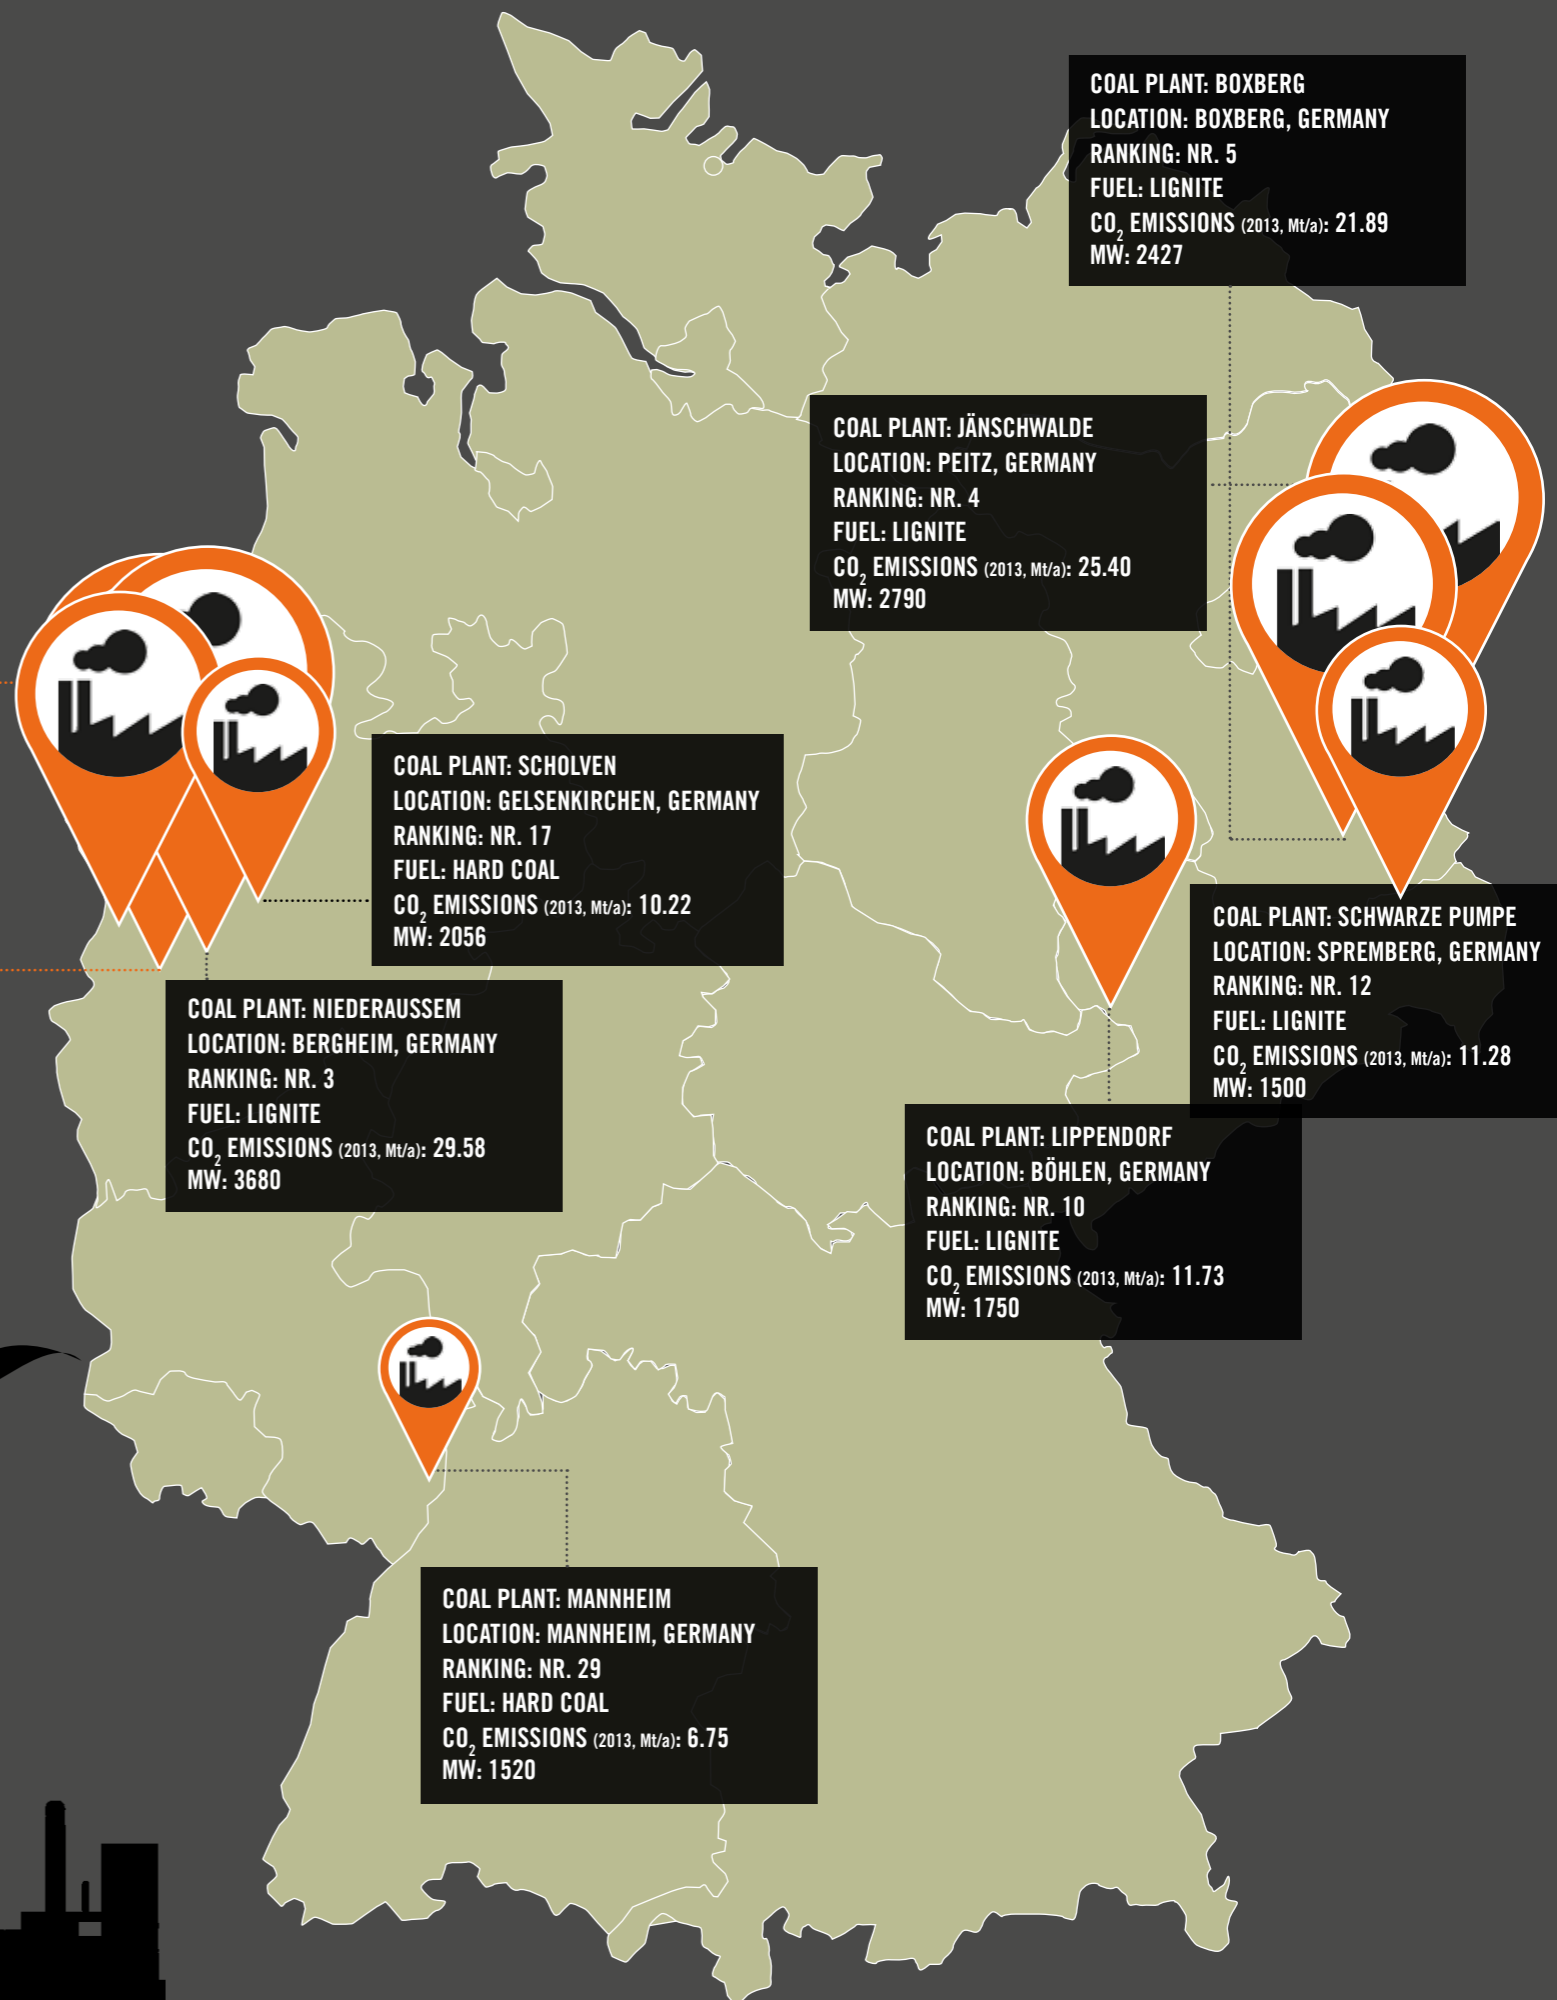 COAL PLANT: BOXBERG
LOCATION: BOXBERG, GERMANY
RANKING: NR. 5
FUEL: LIGNITE
CO₂ EMISSIONS (2013, Mt/a): 21.89
MW: 2427
COAL PLANT: JÄNSCHWALDE
LOCATION: PEITZ, GERMANY
RANKING: NR. 4
FUEL: LIGNITE
CO₂ EMISSIONS (2013, Mt/a): 25.40
MW: 2790
COAL PLANT: SCHOLVEN
LOCATION: GELSENKIRCHEN, GERMANY
RANKING: NR. 17
FUEL: HARD COAL
CO₂ EMISSIONS (2013, Mt/a): 10.22
MW: 2056
COAL PLANT: SCHWARZE PUMPE
LOCATION: SPREMBERG, GERMANY
RANKING: NR. 12
FUEL: LIGNITE
CO₂ EMISSIONS (2013, Mt/a): 11.28
MW: 1500
COAL PLANT: NIEDERAUSSEM
LOCATION: BERGHEIM, GERMANY
RANKING: NR. 3
FUEL: LIGNITE
CO₂ EMISSIONS (2013, Mt/a): 29.58
MW: 3680
COAL PLANT: LIPPENDORF
LOCATION: BÖHLEN, GERMANY
RANKING: NR. 10
FUEL: LIGNITE
CO₂ EMISSIONS (2013, Mt/a): 11.73
MW: 1750
COAL PLANT: MANNHEIM
LOCATION: MANNHEIM, GERMANY
RANKING: NR. 29
FUEL: HARD COAL
CO₂ EMISSIONS (2013, Mt/a): 6.75
MW: 1520